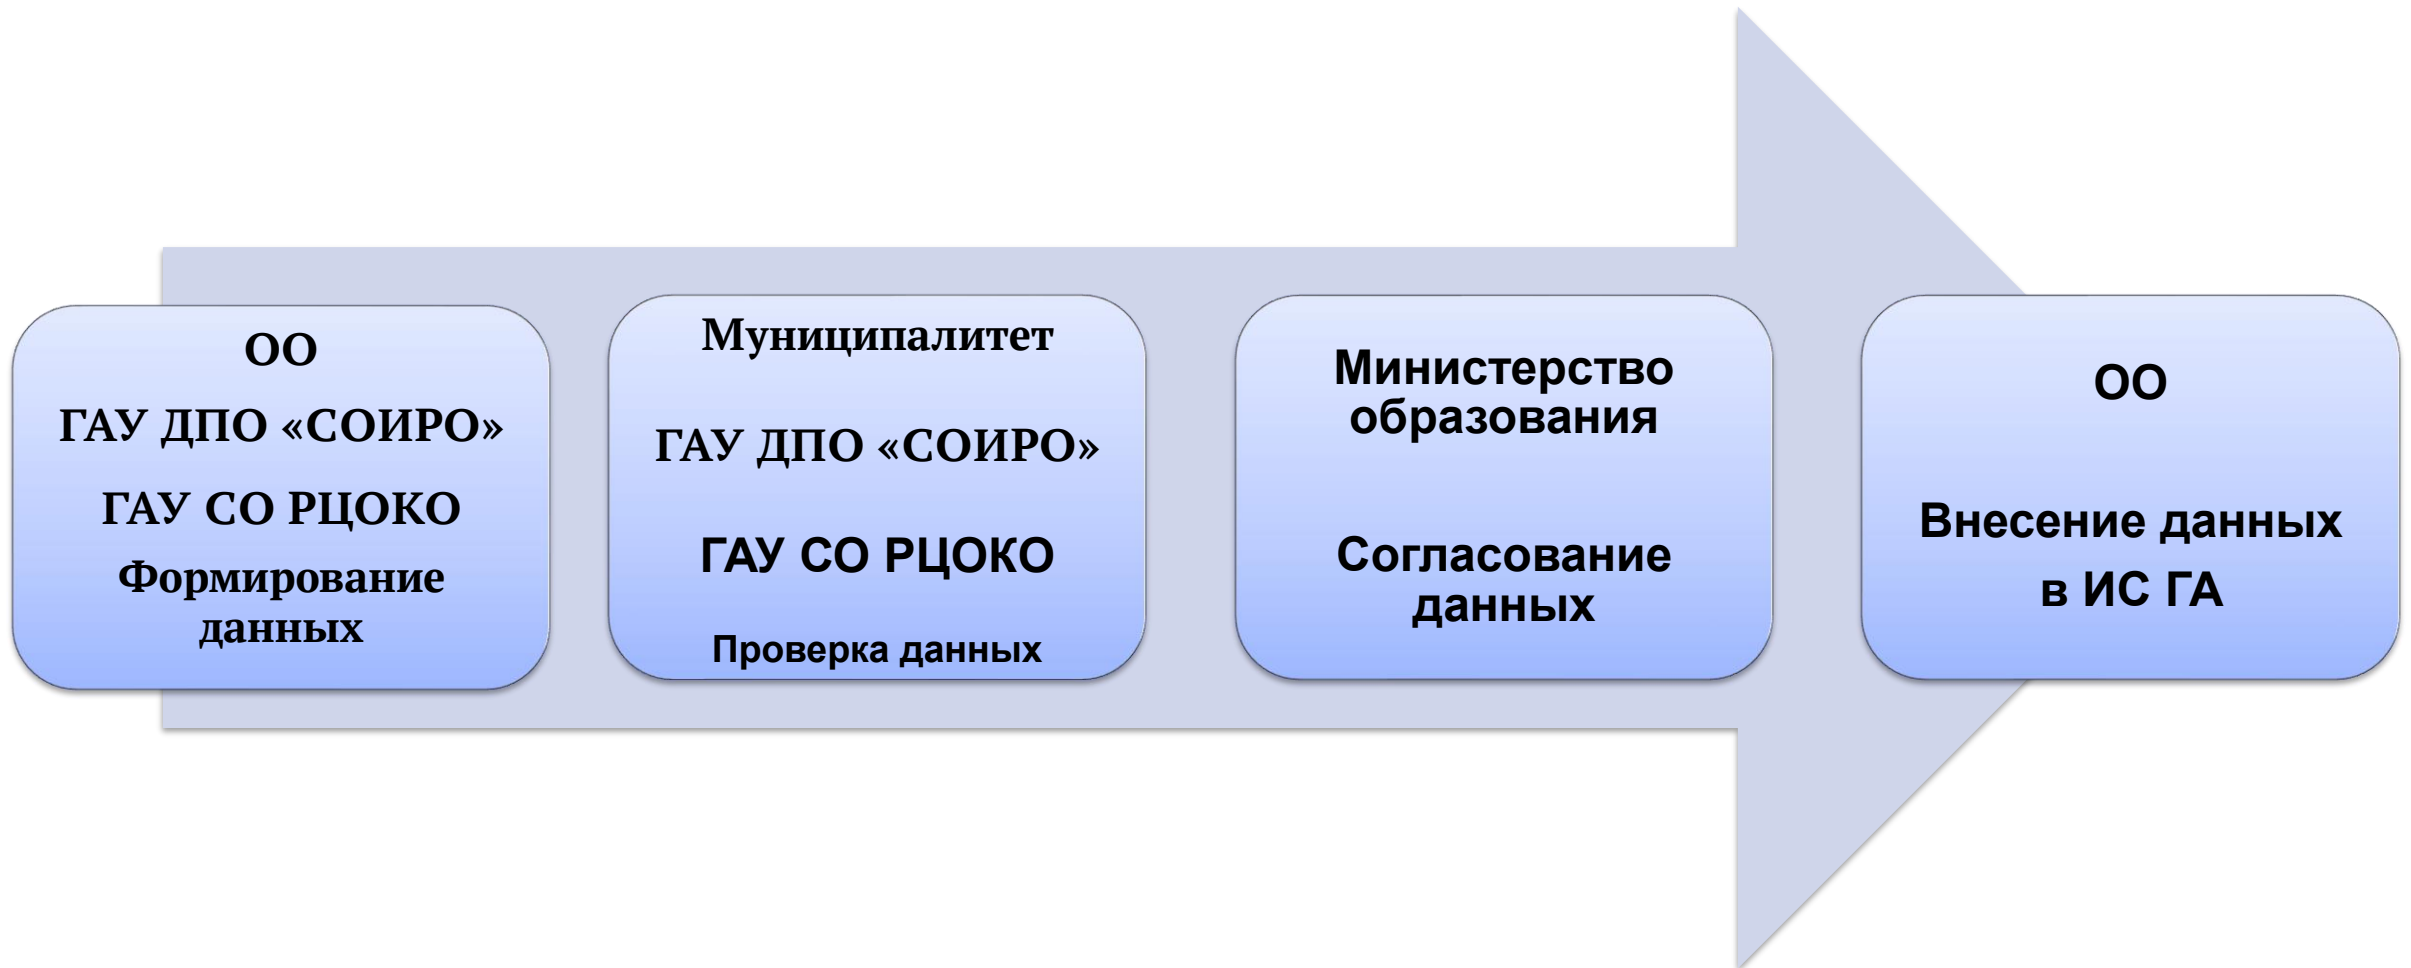 ОО
ГАУ ДПО «СОИРО»
ГАУ СО РЦОКО
Формирование
данных
Муниципалитет
ГАУ ДПО «СОИРО»
ГАУ СО РЦОКО
Проверка данных
Министерство
образования
Согласование
данных
ОО
Внесение данных
в ИС ГА